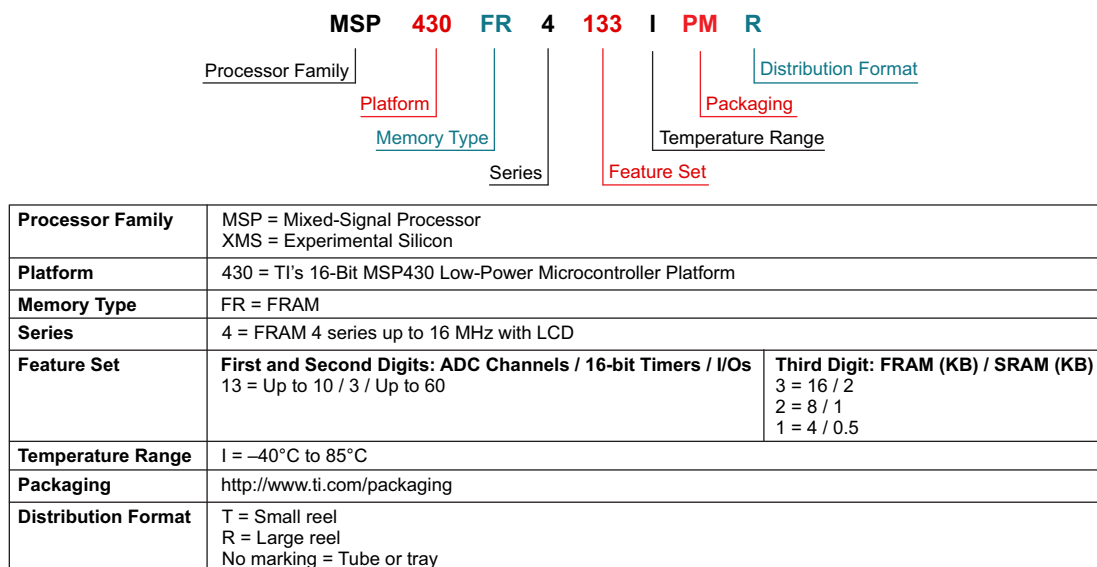 MSP 430 FR 4 133 I PM R
Processor Family
Distribution Format
Platform
Packaging
Memory Type
Temperature Range
Series
Feature Set
Processor Family
MSP = Mixed-Signal Processor
XMS = Experimental Silicon
Platform
430 = TI's 16-Bit MSP430 Low-Power Microcontroller Platform
Memory Type
FR = FRAM
Series
4 = FRAM 4 series up to 16 MHz with LCD
Feature Set
First and Second Digits: ADC Channels / 16-bit Timers / I/Os
13 = Up to 10 / 3 / Up to 60
Third Digit: FRAM (KB) / SRAM (KB)
3 = 16 / 2
2 = 8 / 1
1 = 4 / 0.5
Temperature Range
I = –40°C to 85°C
Packaging
http://www.ti.com/packaging
Distribution Format
T = Small reel
R = Large reel
No marking = Tube or tray